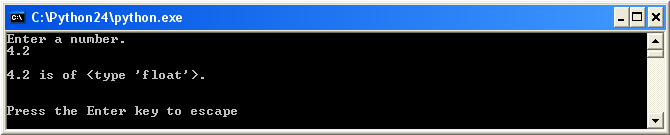 C:\Python24\python.exe
Enter a number.
4.2
4.2 is of <type 'float'>.
Press the Enter key to escape